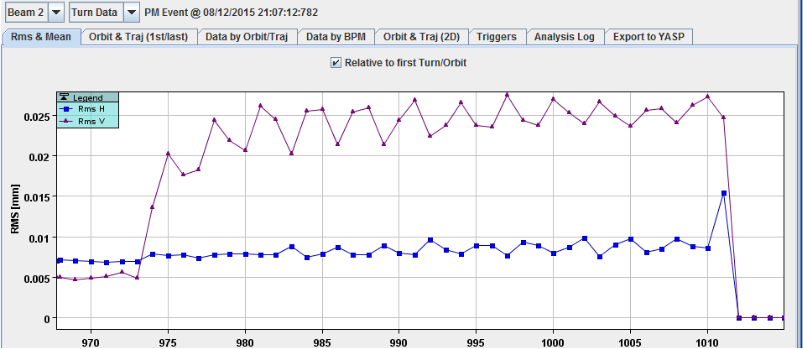 Beam 2 Turn Data PM Event @ 08/12/2015 21:07:12:782
Rms & Mean Orbit & Traj (1st/last) Data by Orbit/Traj Data by BPM Orbit & Traj (2D) Triggers Analysis Log Export to YASP
Relative to first Turn/Orbit
Legend
Rms H
Rms V
RMS [mm]
0.025
0.02
0.015
0.01
0.005
0
970 975 980 985 990 995 1000 1005 1010